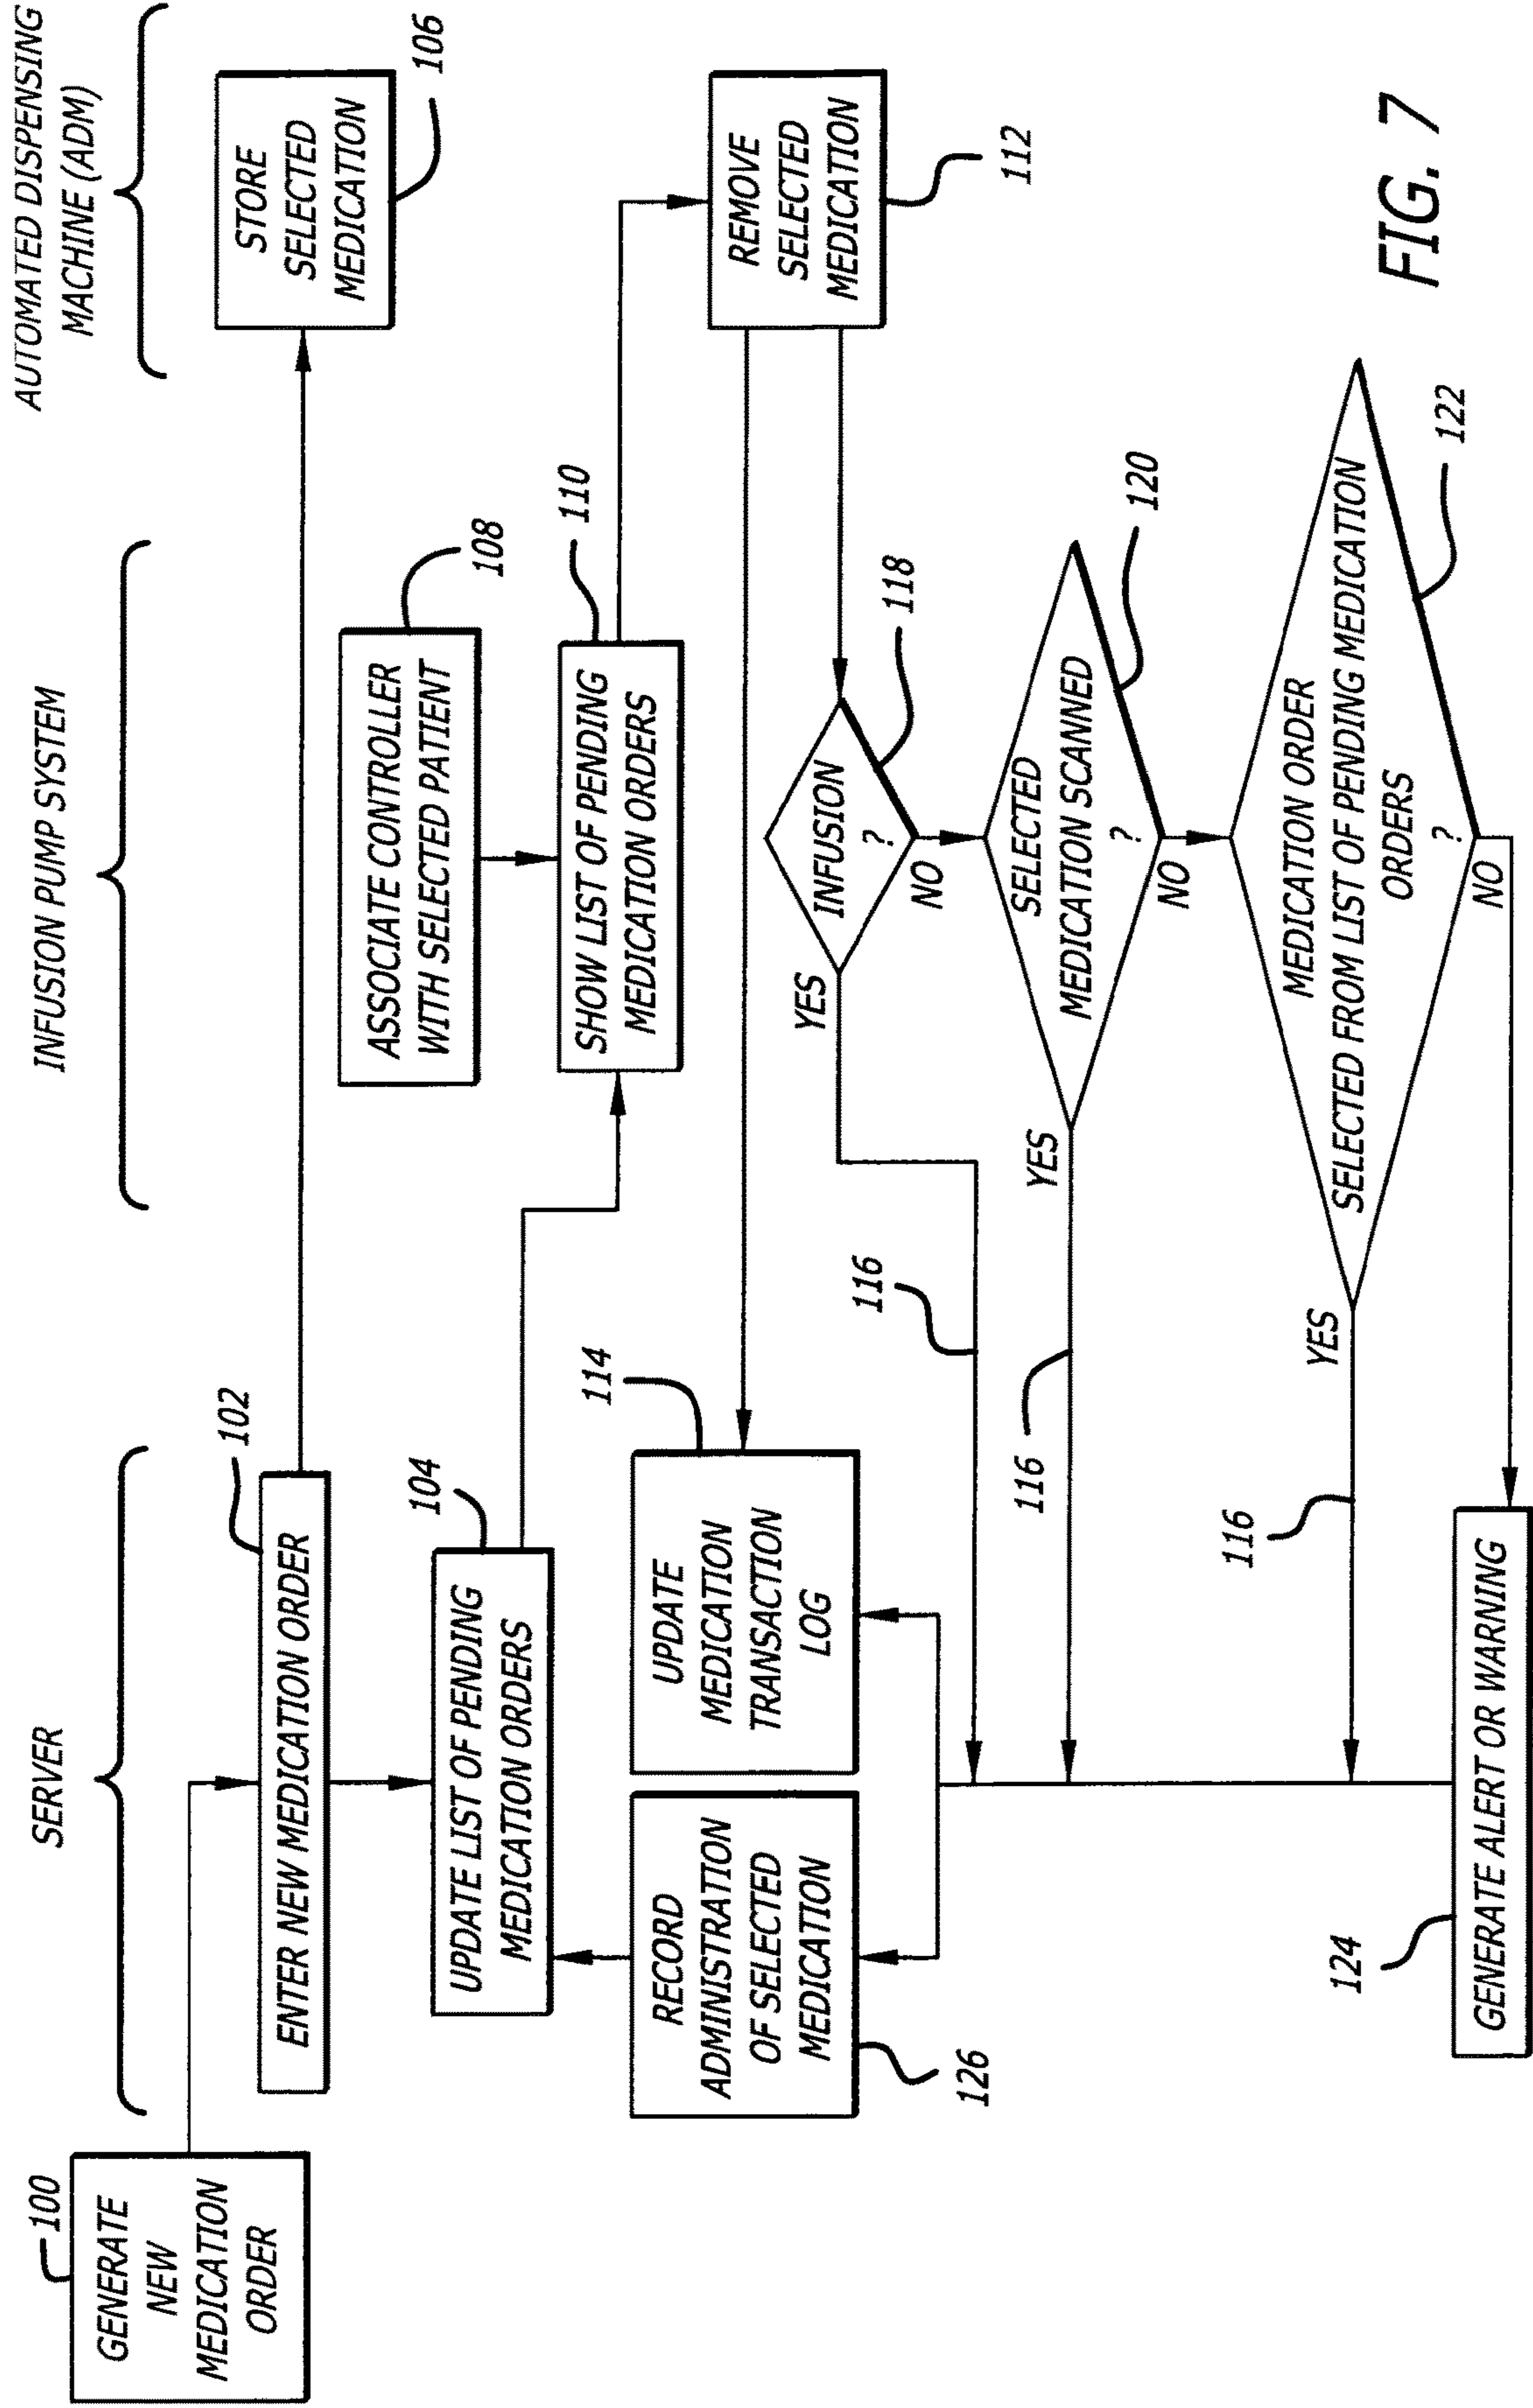 SERVER
INFUSION PUMP SYSTEM
AUTOMATED DISPENSING
MACHINE (ADM)
100
GENERATE
NEW
MEDICATION
ORDER
102
ENTER NEW MEDICATION ORDER
STORE
SELECTED
MEDICATION
106
104
UPDATE LIST OF PENDING
MEDICATION ORDERS
ASSOCIATE CONTROLLER
WITH SELECTED PATIENT
108
110
SHOW LIST OF PENDING
MEDICATION ORDERS
RECORD
ADMINISTRATION
OF SELECTED
MEDICATION
126
114
UPDATE
MEDICATION
TRANSACTION
LOG
REMOVE
SELECTED
MEDICATION
112
YES
INFUSION
?
118
NO
116
YES
SELECTED
MEDICATION SCANNED
?
120
NO
116
YES
MEDICATION ORDER
SELECTED FROM LIST OF PENDING MEDICATION
ORDERS
?
122
NO
116
124
GENERATE ALERT OR WARNING
FIG. 7